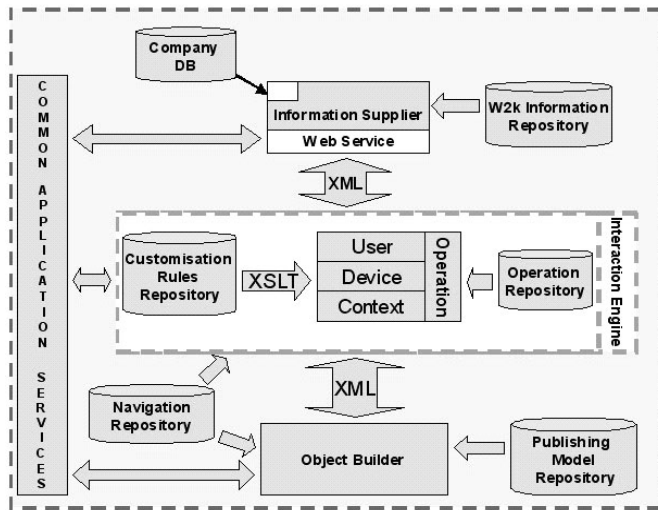 Company
DB
COMMON APPLICATION SERVICES
Information Supplier
Web Service
W2k Information
Repository
XML
Customisation
Rules
Repository
XSLT
User
Device
Context
Operation
Operation
Repository
Interaction Engine
XML
Navigation
Repository
Object Builder
Publishing
Model
Repository